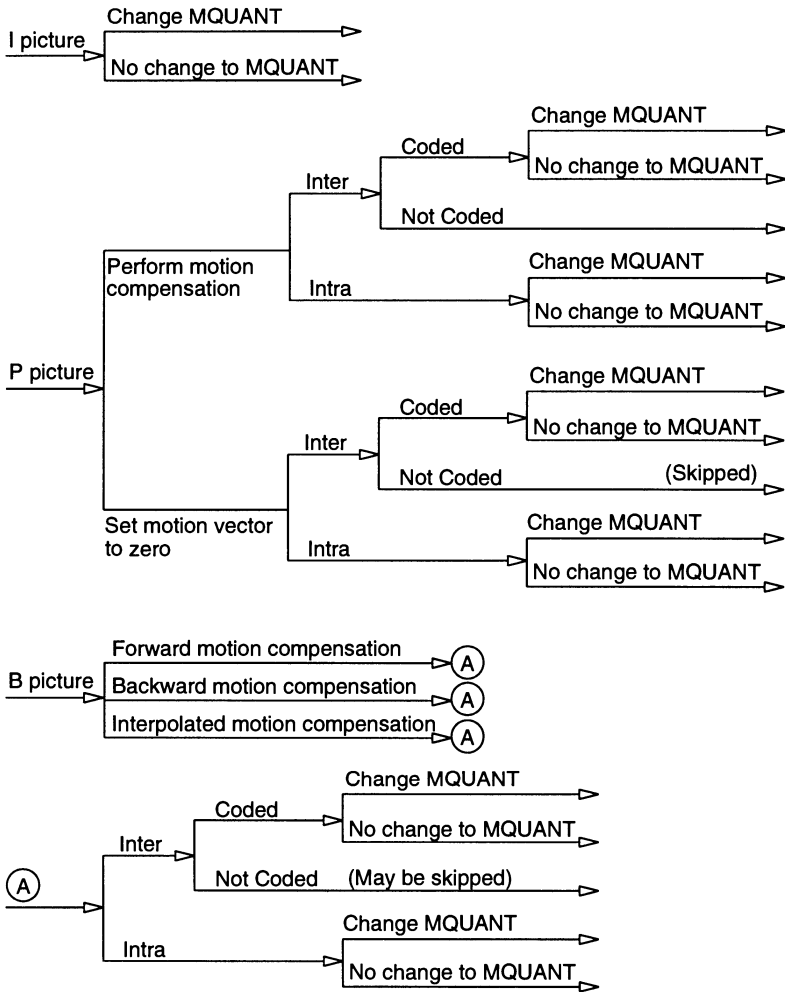 Change MQUANT
I picture
No change to MQUANT
Change MQUANT
Coded
No change to MQUANT
Inter
Not Coded
Perform motion
compensation
Change MQUANT
Intra
No change to MQUANT
P picture
Change MQUANT
Coded
No change to MQUANT
Inter
Not Coded (Skipped)
Set motion vector
to zero
Change MQUANT
Intra
No change to MQUANT
Forward motion compensation A
B picture
Backward motion compensation A
Interpolated motion compensation A
Change MQUANT
Coded
No change to MQUANT
Inter
Not Coded (May be skipped)
A
Change MQUANT
Intra
No change to MQUANT